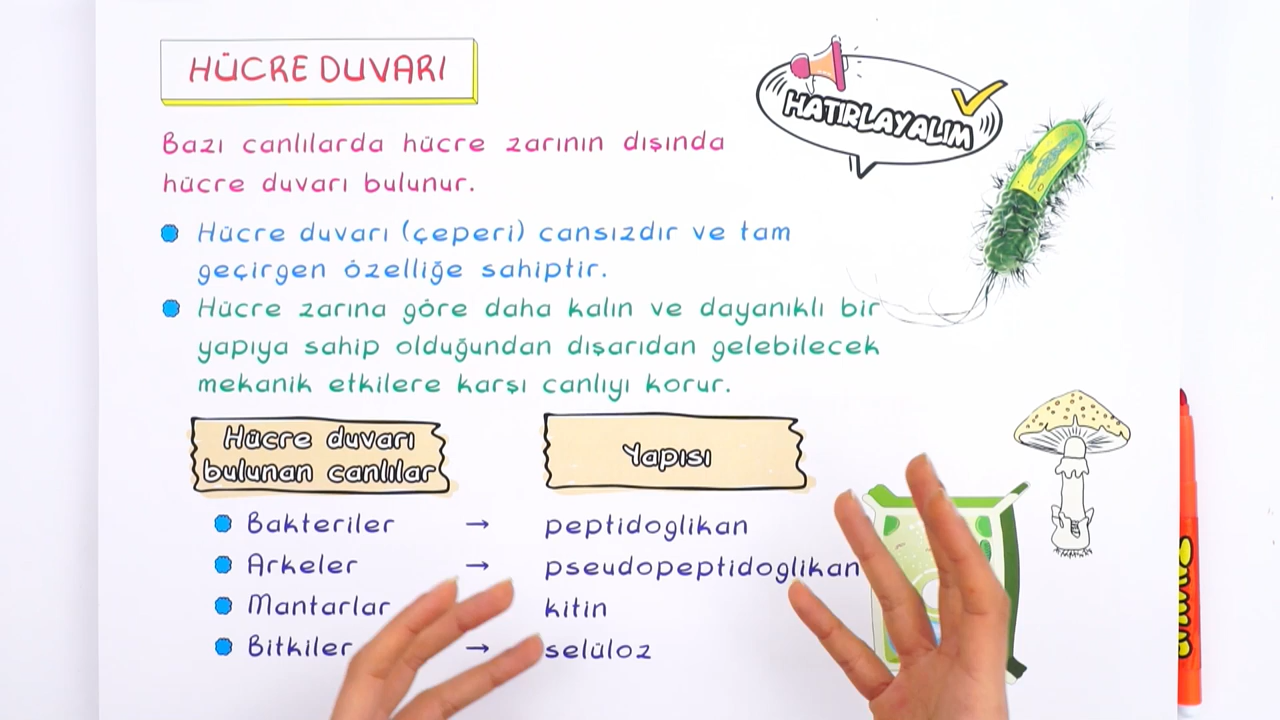 HÜCRE DUVARI
HATIRLAYALIM
Bazı canlılarda hücre zarının dışında
hücre duvarı bulunur.
Hücre duvarı (çeperi) cansızdır ve tam
geçirgen özelliğe sahiptir.
Hücre zarına göre daha kalın ve dayanıklı bir
yapıya sahip olduğundan dışarıdan gelebilecek
mekanik etkilere karşı canlıyı korur.
Hücre duvarı
bulunan canlılar
Yapısı
Bakteriler → peptidoglikan
Arkeler → pseudopeptidoglikan
Mantarlar kitin
Bitkiler → selüloz